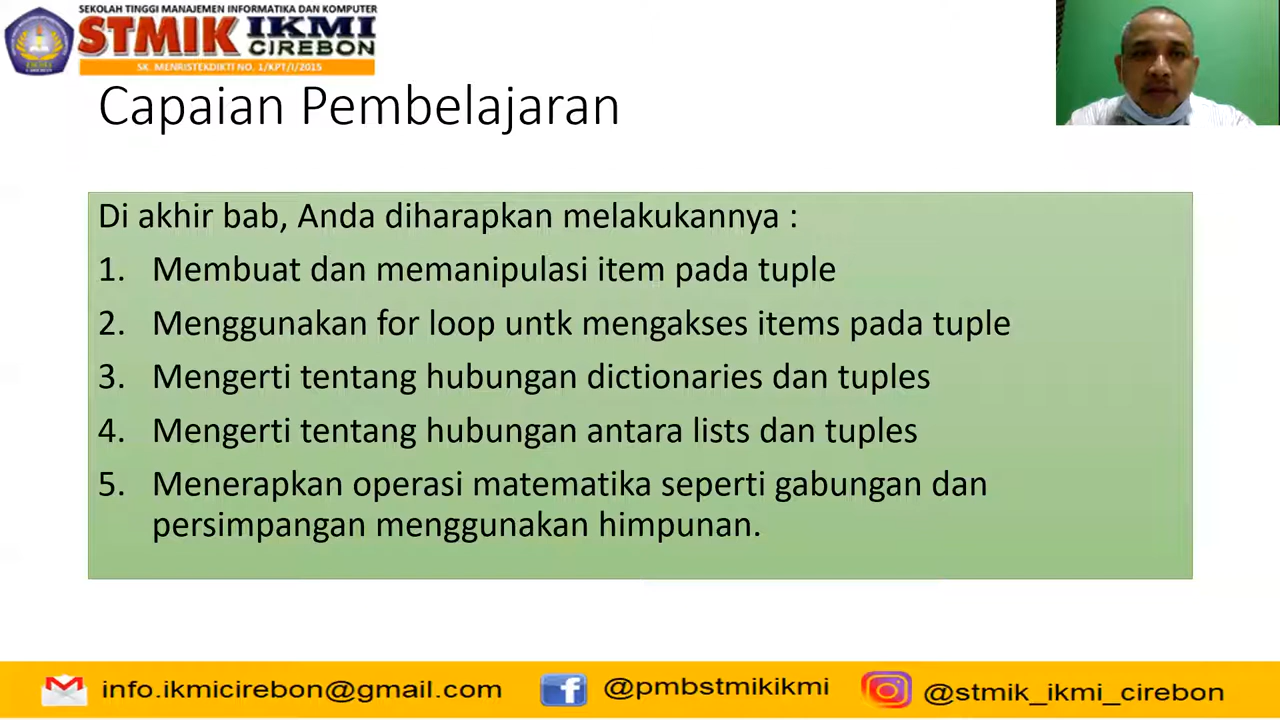 SEKOLAH TINGGI MANAJEMEN INFORMATIKA DAN KOMPUTER
STMIK IKMI
CIREBON
SK. MENRISTEKDIKTI NO. 1/KPT/I/2015
Capaian Pembelajaran
Di akhir bab, Anda diharapkan melakukannya :
1. Membuat dan memanipulasi item pada tuple
2. Menggunakan for loop untk mengakses items pada tuple
3. Mengerti tentang hubungan dictionaries dan tuples
4. Mengerti tentang hubungan antara lists dan tuples
5. Menerapkan operasi matematika seperti gabungan dan
persimpangan menggunakan himpunan.
info.ikmicirebon@gmail.com
@pmbstmikikmi
@stmik_ikmi_cirebon